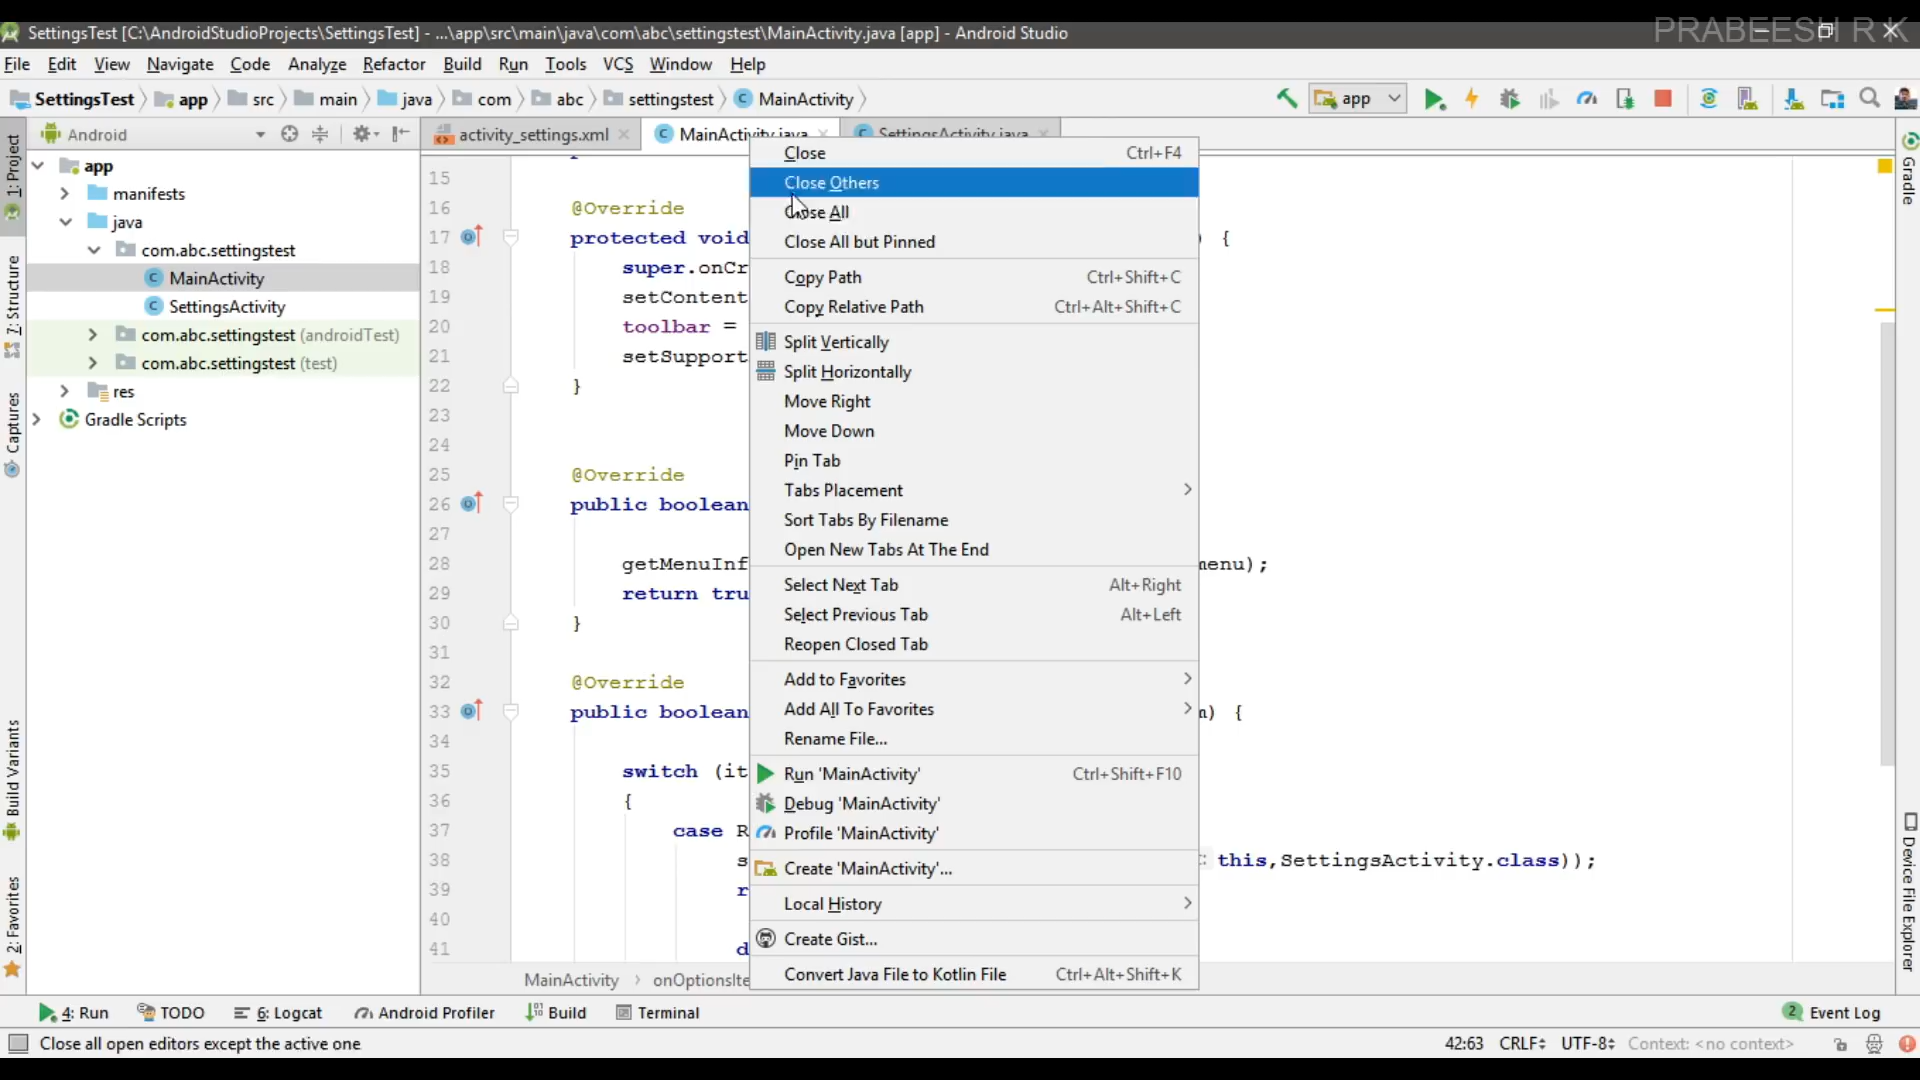 PRABEESH R K
SettingsTest [C:\AndroidStudioProjects\SettingsTest] - ...\app\src\main\java\com\abc\settingstest\MainActivity.java [app] - Android Studio
File Edit View Navigate Code Analyze Refactor Build Run Tools VCS Window Help
SettingsTest app src main java com abc settingstest MainActivity app
Android
activity_settings.xml MainActivity.java SettingsActivity.java
1: Project
7: Structure
Captures
Build Variants
2: Favorites
app
manifests
java
com.abc.settingstest
MainActivity
SettingsActivity
com.abc.settingstest (androidTest)
com.abc.settingstest (test)
res
Gradle Scripts
15
16 @Override
17 protected void ) {
18 super.onCr
19 setContent
20 toolbar =
21 setSupport
22 }
23
24
25 @Override
26 public boolean
27
28 getMenuInf menu);
29 return tru
30 }
31
32 @Override
33 public boolean ) {
34
35 switch (it
36 {
37 case R
38 s this,SettingsActivity.class));
39 r
40
41 d
Close Ctrl+F4
Close Others
Close All
Close All but Pinned
Copy Path Ctrl+Shift+C
Copy Relative Path Ctrl+Alt+Shift+C
Split Vertically
Split Horizontally
Move Right
Move Down
Pin Tab
Tabs Placement
Sort Tabs By Filename
Open New Tabs At The End
Select Next Tab Alt+Right
Select Previous Tab Alt+Left
Reopen Closed Tab
Add to Favorites
Add All To Favorites
Rename File...
Run 'MainActivity' Ctrl+Shift+F10
Debug 'MainActivity'
Profile 'MainActivity'
Create 'MainActivity'...
Local History
Create Gist...
Convert Java File to Kotlin File Ctrl+Alt+Shift+K
MainActivity › onOptionsIte
Gradle
Device File Explorer
4: Run TODO 6: Logcat Android Profiler Build Terminal 2 Event Log
Close all open editors except the active one 42:63 CRLF UTF-8 Context: <no context>